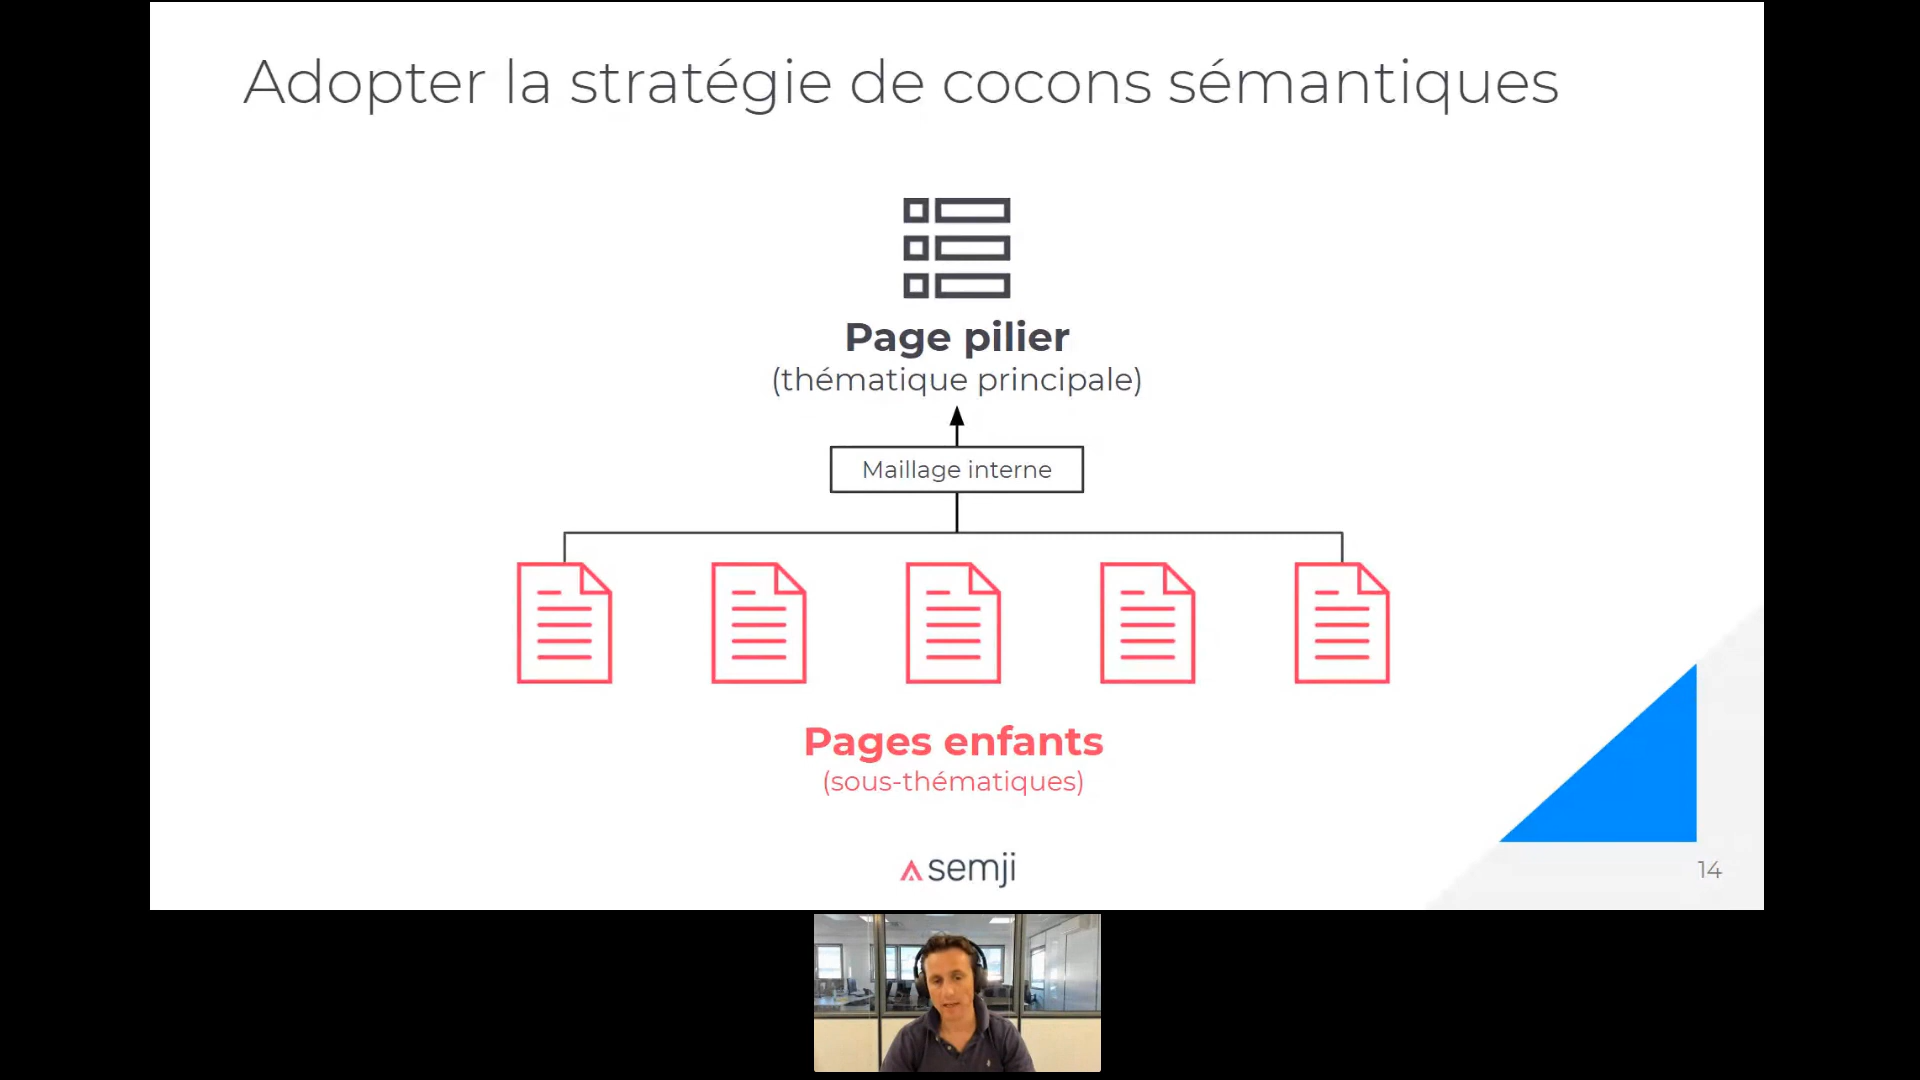 Adopter la stratégie de cocons sémantiques
Page pilier
(thématique principale)
Maillage interne
Pages enfants
(sous-thématiques)
semji
14